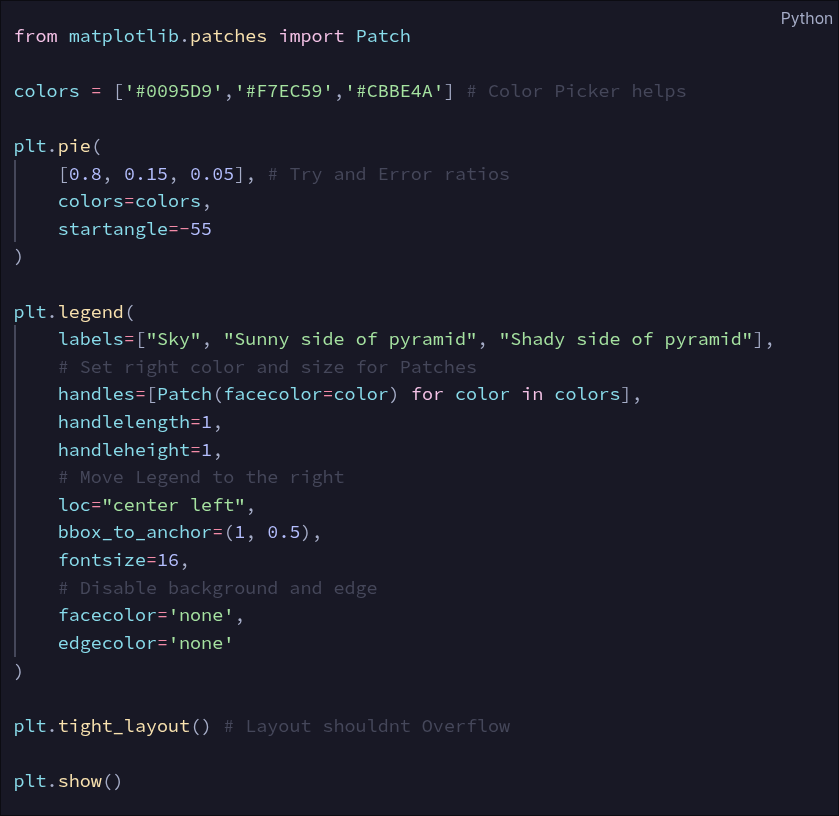 Python
from matplotlib.patches import Patch
colors = ['#0095D9','#F7EC59','#CBBE4A'] # Color Picker helps
plt.pie(
    [0.8, 0.15, 0.05], # Try and Error ratios
    colors=colors,
    startangle=-55
)
plt.legend(
    labels=["Sky", "Sunny side of pyramid", "Shady side of pyramid"],
    # Set right color and size for Patches
    handles=[Patch(facecolor=color) for color in colors],
    handlelength=1,
    handleheight=1,
    # Move Legend to the right
    loc="center left",
    bbox_to_anchor=(1, 0.5),
    fontsize=16,
    # Disable background and edge
    facecolor='none',
    edgecolor='none'
)
plt.tight_layout() # Layout shouldnt Overflow
plt.show()